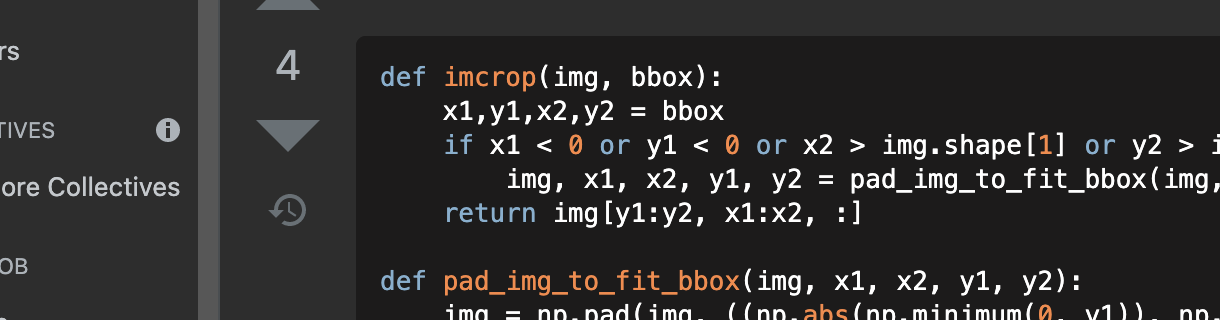 rs
TIVES
ore Collectives
OB
4
def imcrop(img, bbox):
    x1,y1,x2,y2 = bbox
    if x1 < 0 or y1 < 0 or x2 > img.shape[1] or y2 >
        img, x1, x2, y1, y2 = pad_img_to_fit_bbox(img,
    return img[y1:y2, x1:x2, :]
def pad_img_to_fit_bbox(img, x1, x2, y1, y2):
    img = np.pad(img, ((np.abs(np.minimum(0, y1)), np.